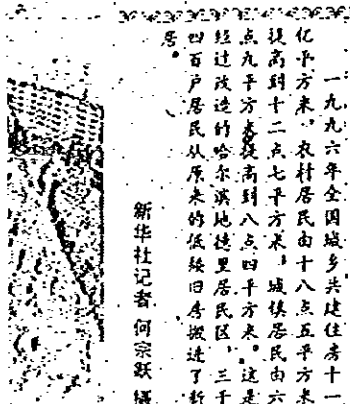 一九九六年全国城乡共建住房十一
亿平方米，农村居民由十八点五平方米
提高到十二点七平方米，城镇居民由六
点九平方米提高到八点四平方米。这是
经过改造的哈尔滨地德里居民区，三千
四百户居民从原来的低矮旧房搬进了新
居。
新华社记者 何宗跃 摄